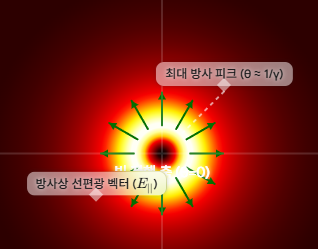 최대 방사 피크 (θ ≈ 1/γ)
방사상 선편광 벡터 (E||)